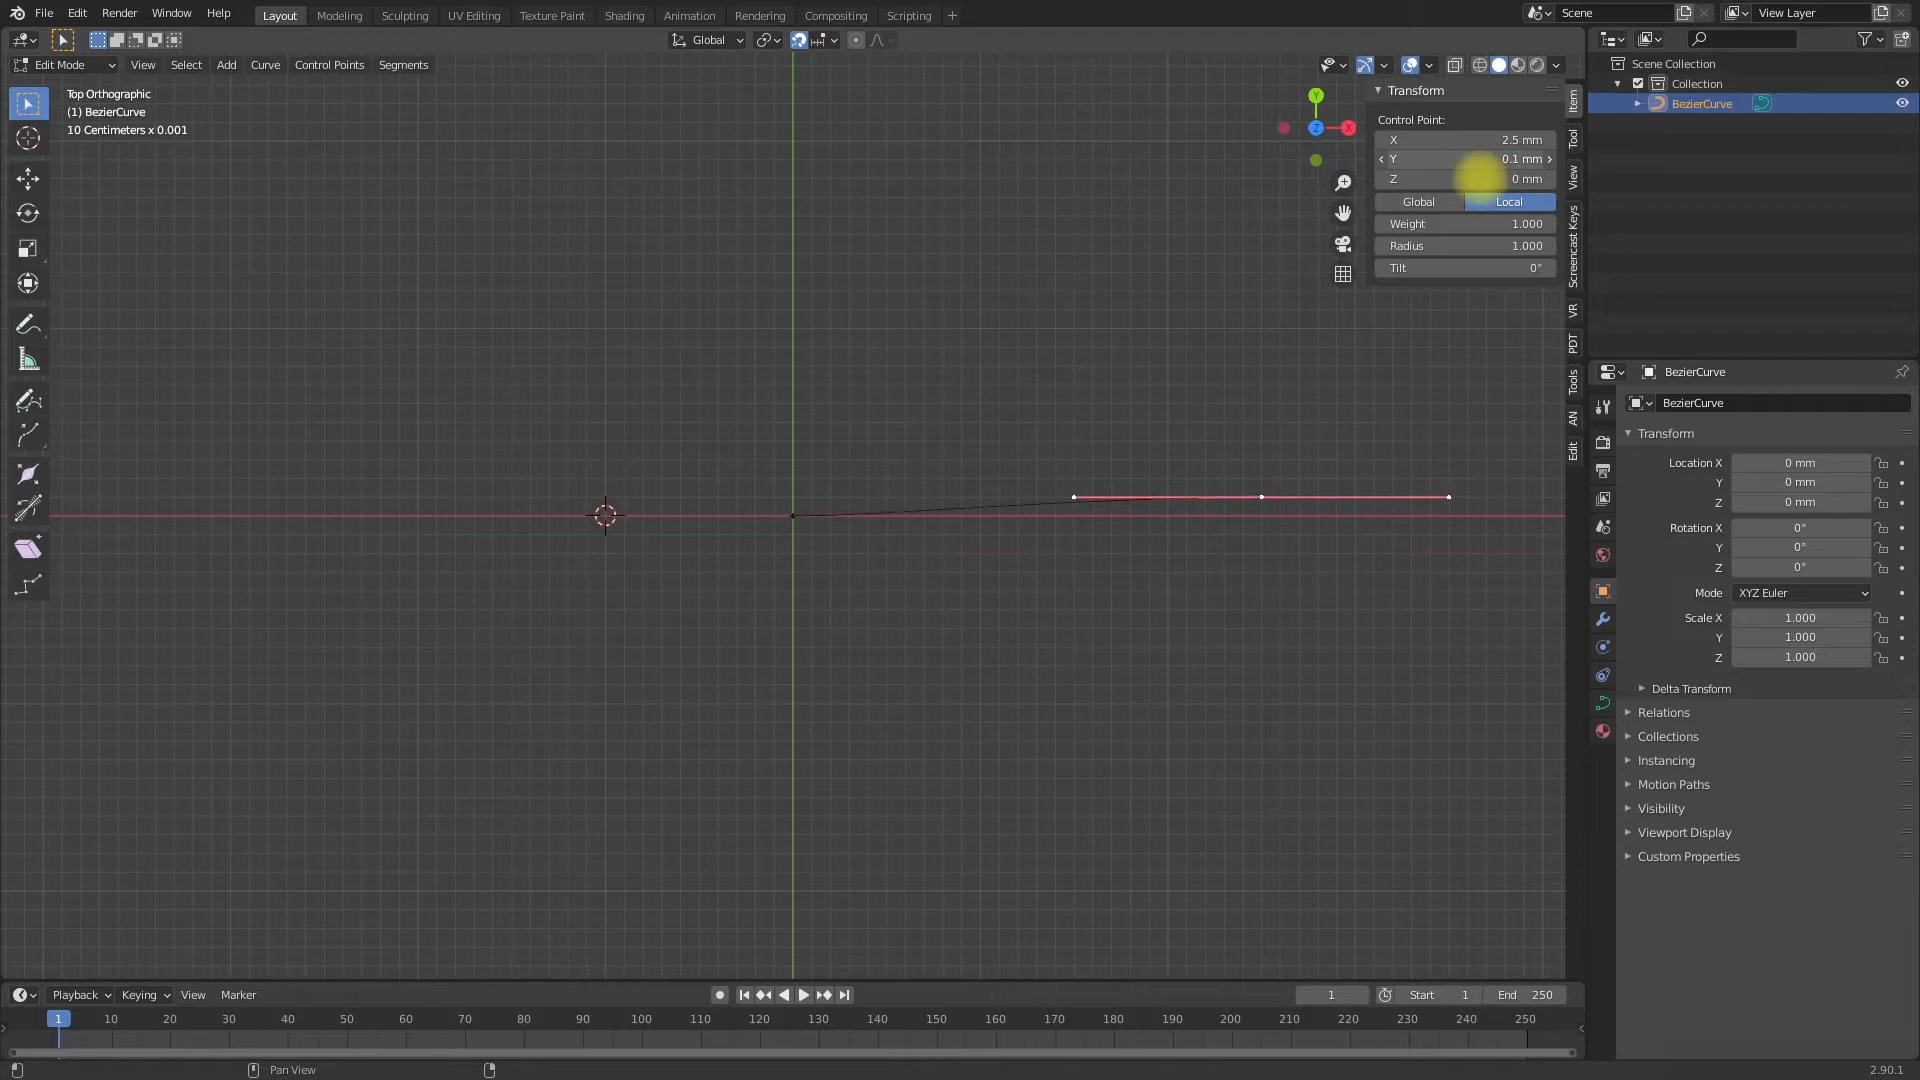 File Edit Render Window Help Layout Modeling Sculpting UV Editing Texture Paint Shading Animation Rendering Compositing Scripting + Scene View Layer
Global
Edit Mode View Select Add Curve Control Points Segments
Top Orthographic
(1) BezierCurve
10 Centimeters x 0.001
Y
Z
X
Transform
Control Point:
X 2.5 mm
Y 0.1 mm
Z 0 mm
Global Local
Weight 1.000
Radius 1.000
Tilt 0°
Item
Tool
View
Screencast Keys
VR
PDT
Tools
AN
Edit
Scene Collection
Collection
BezierCurve
BezierCurve
BezierCurve
Transform
Location X 0 mm
Y 0 mm
Z 0 mm
Rotation X 0°
Y 0°
Z 0°
Mode XYZ Euler
Scale X 1.000
Y 1.000
Z 1.000
Delta Transform
Relations
Collections
Instancing
Motion Paths
Visibility
Viewport Display
Custom Properties
Playback Keying View Marker 1 Start 1 End 250
1 10 20 30 40 50 60 70 80 90 100 110 120 130 140 150 160 170 180 190 200 210 220 230 240 250
Pan View 2.90.1